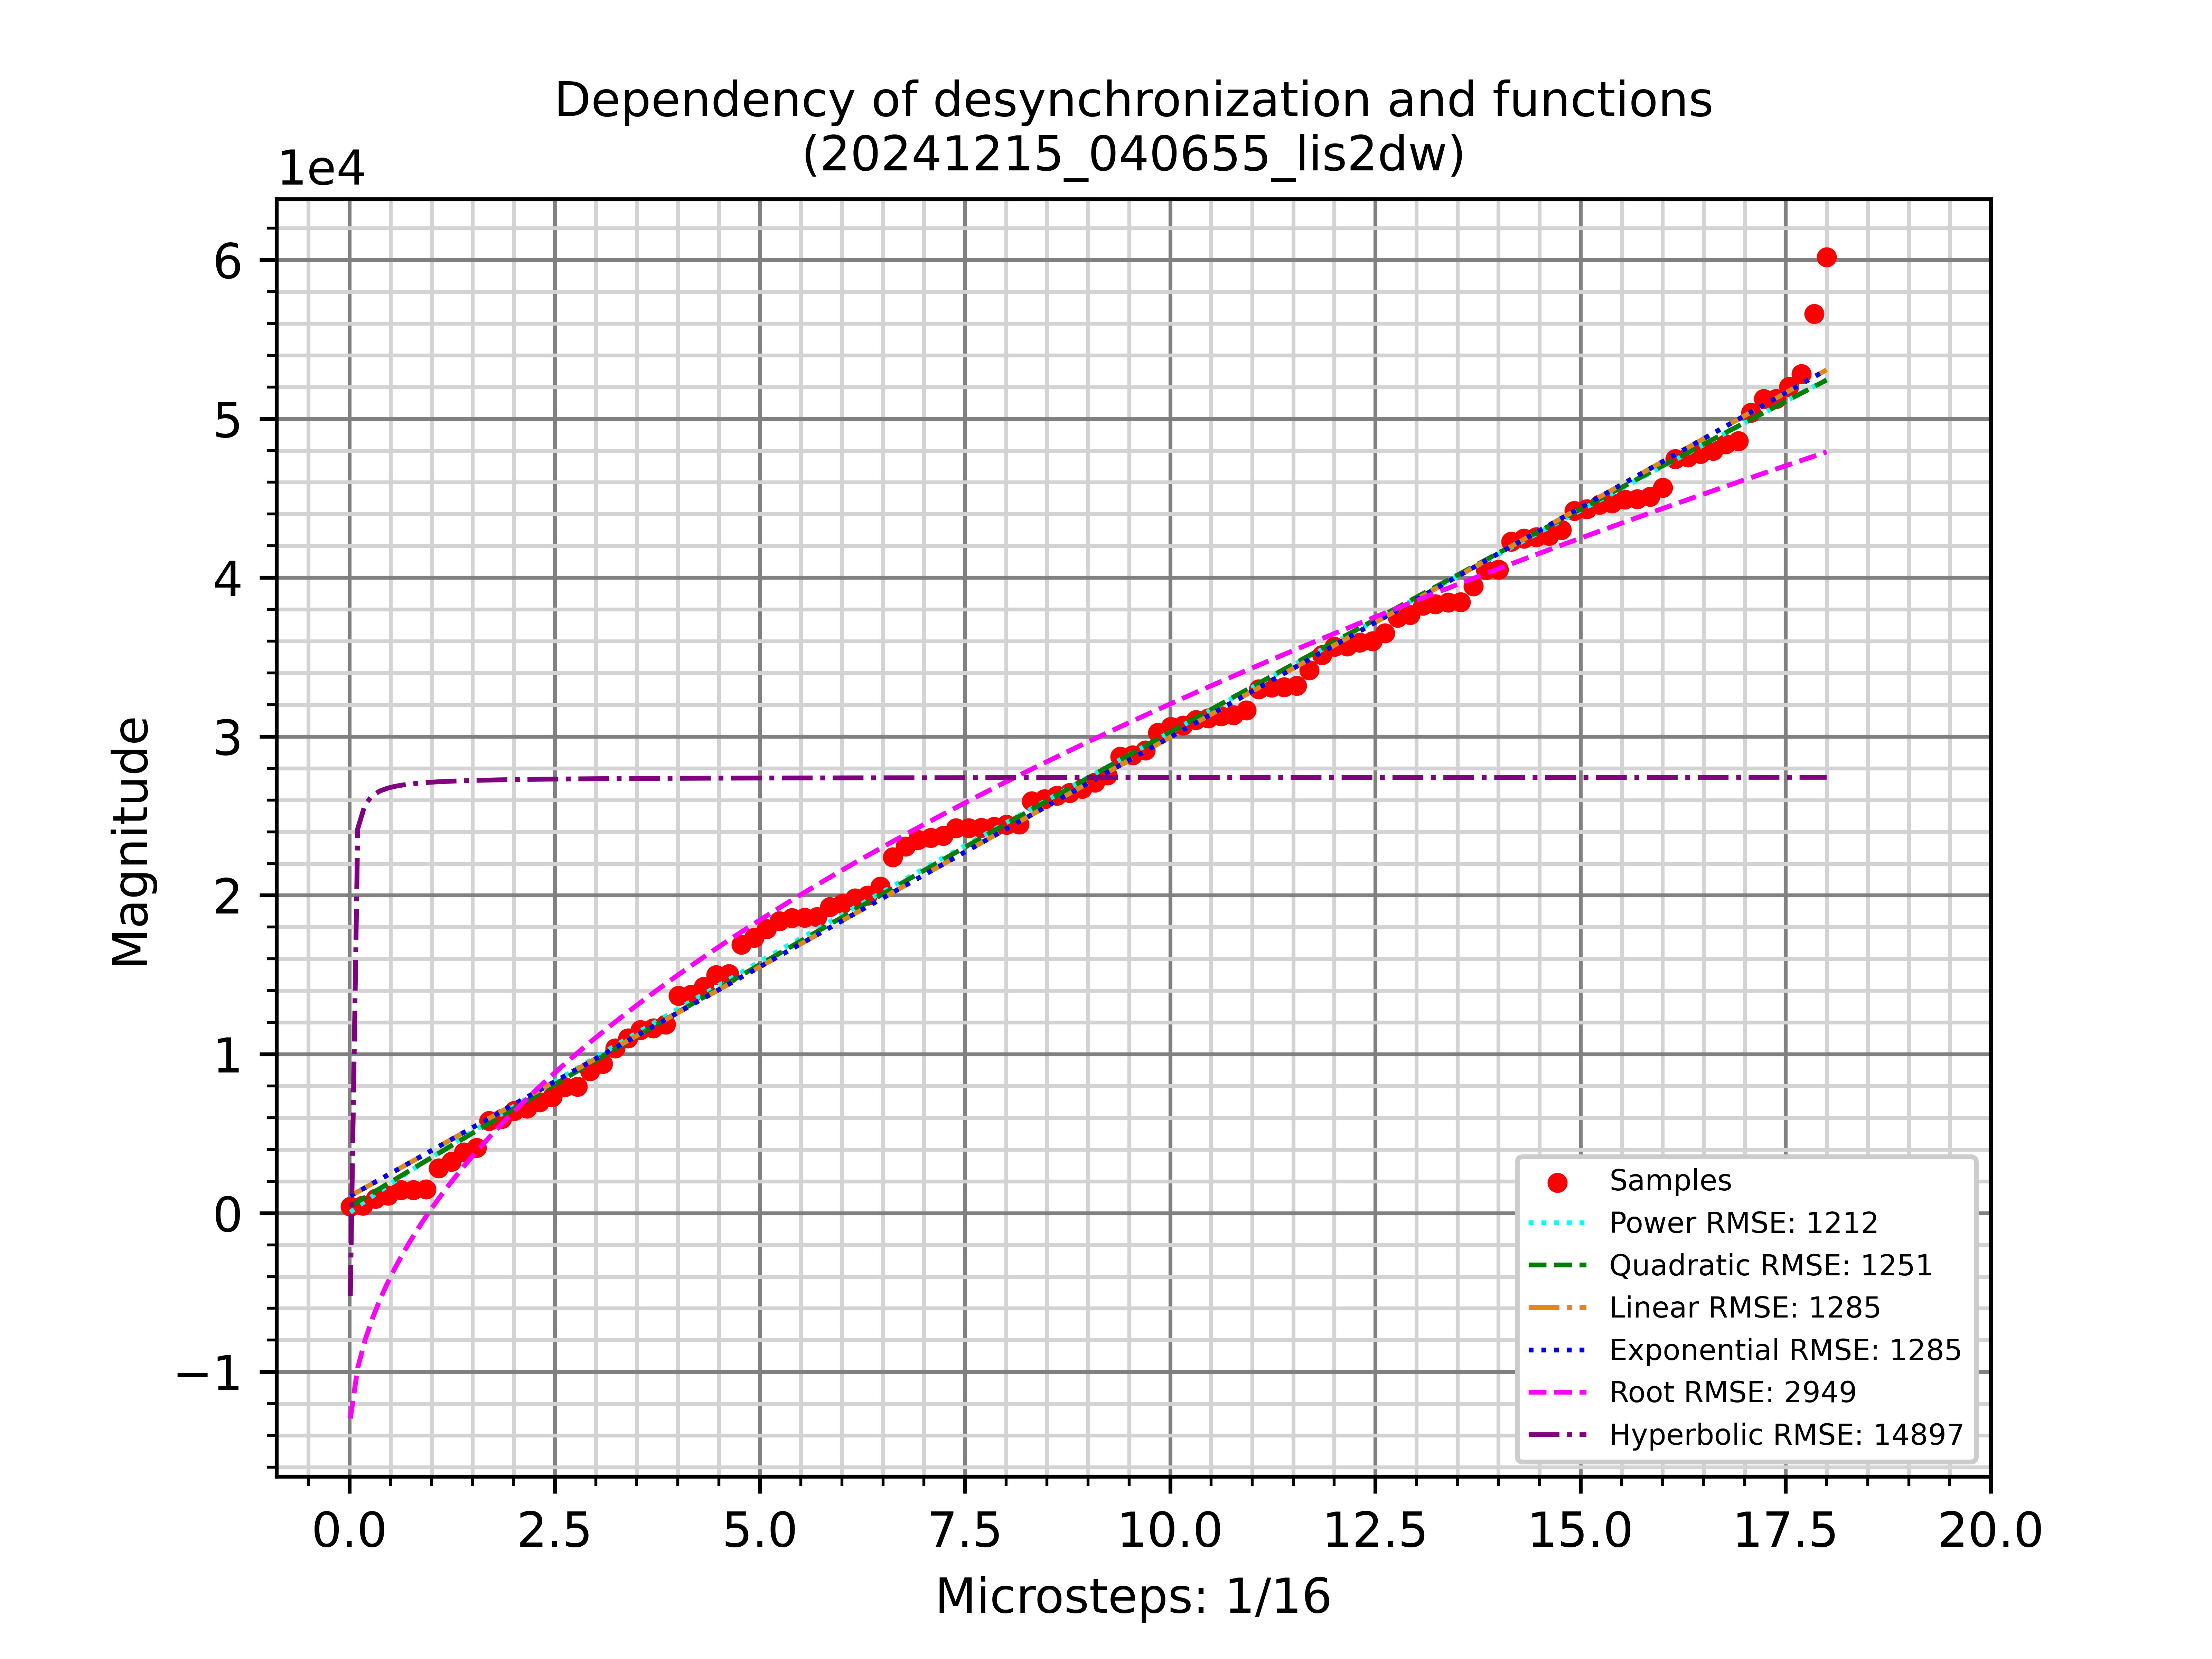 Dependency of desynchronization and functions
(20241215_040655_lis2dw)
1e4
6
5
4
3
2
1
0
−1
Magnitude
0.0 2.5 5.0 7.5 10.0 12.5 15.0 17.5 20.0
Microsteps: 1/16
Samples
Power RMSE: 1212
Quadratic RMSE: 1251
Linear RMSE: 1285
Exponential RMSE: 1285
Root RMSE: 2949
Hyperbolic RMSE: 14897